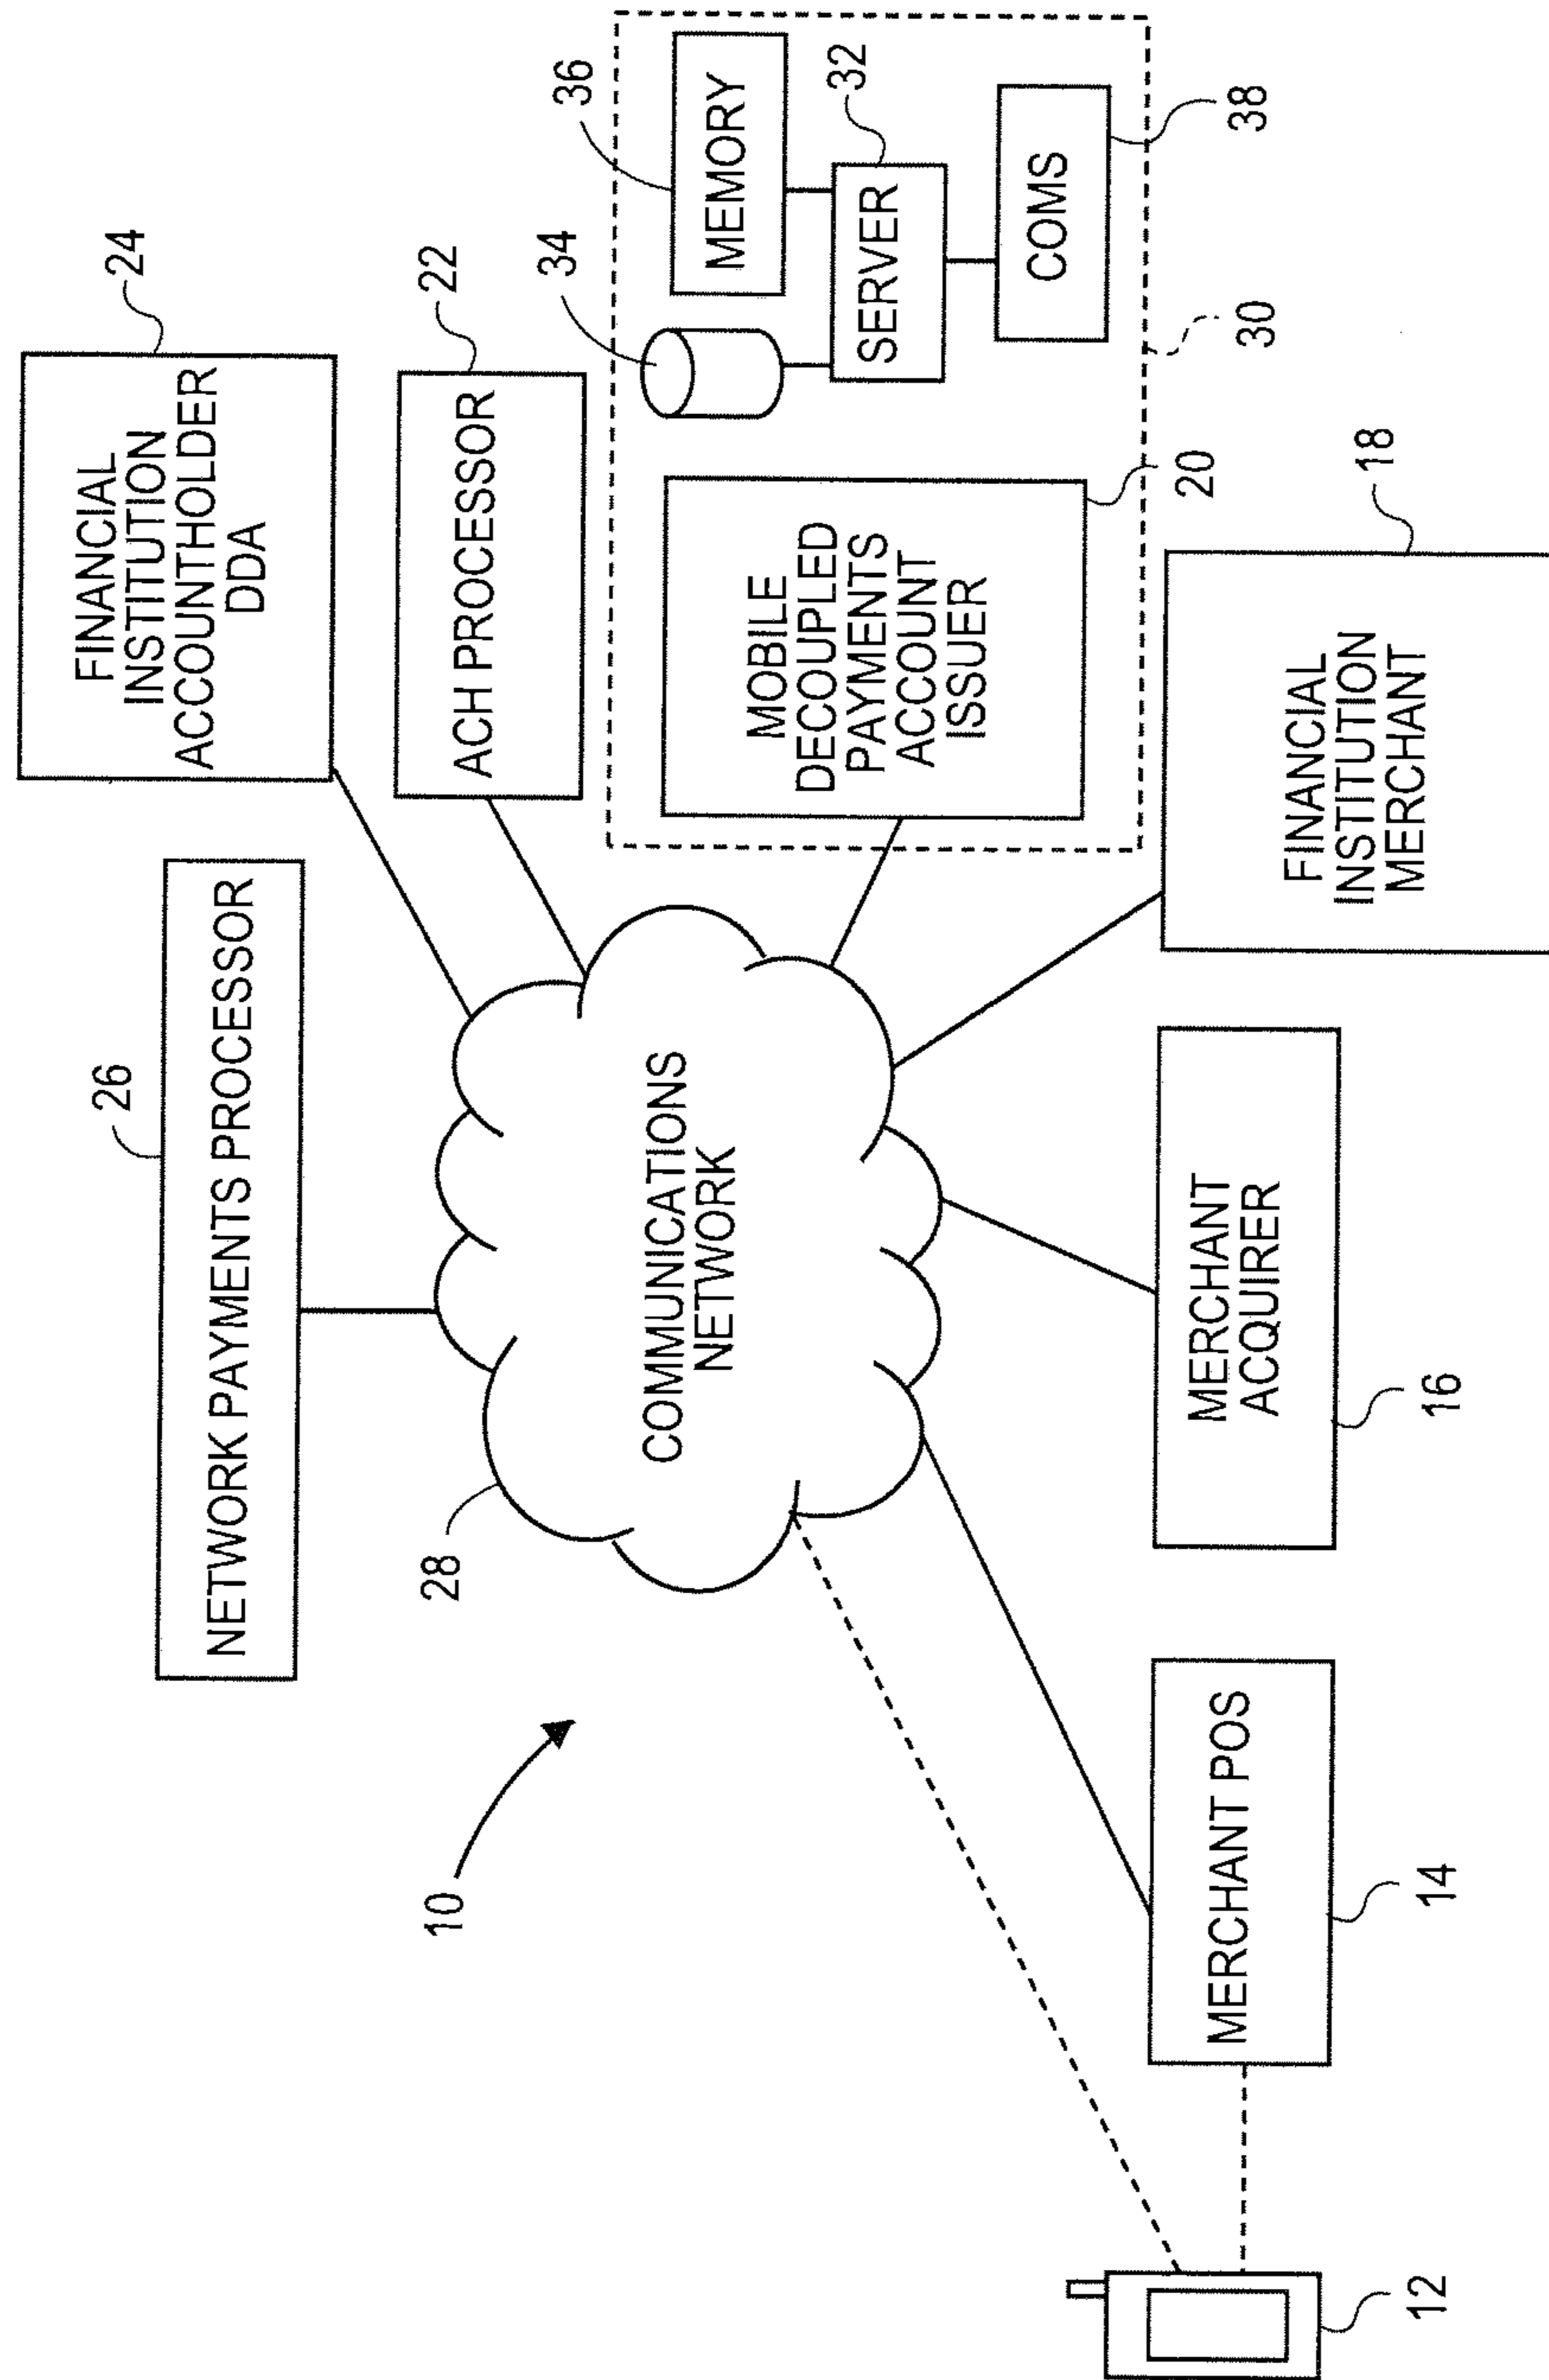 24
FINANCIAL
INSTITUTION
ACCOUNTHOLDER
DDA
26
NETWORK PAYMENTS PROCESSOR
22
ACH PROCESSOR
36
MEMORY
34
32
SERVER
COMS
38
30
MOBILE
DECOUPLED
PAYMENTS
ACCOUNT
ISSUER
20
28
COMMUNICATIONS
NETWORK
10
18
FINANCIAL
INSTITUTION
MERCHANT
MERCHANT
ACQUIRER
16
MERCHANT POS
14
12